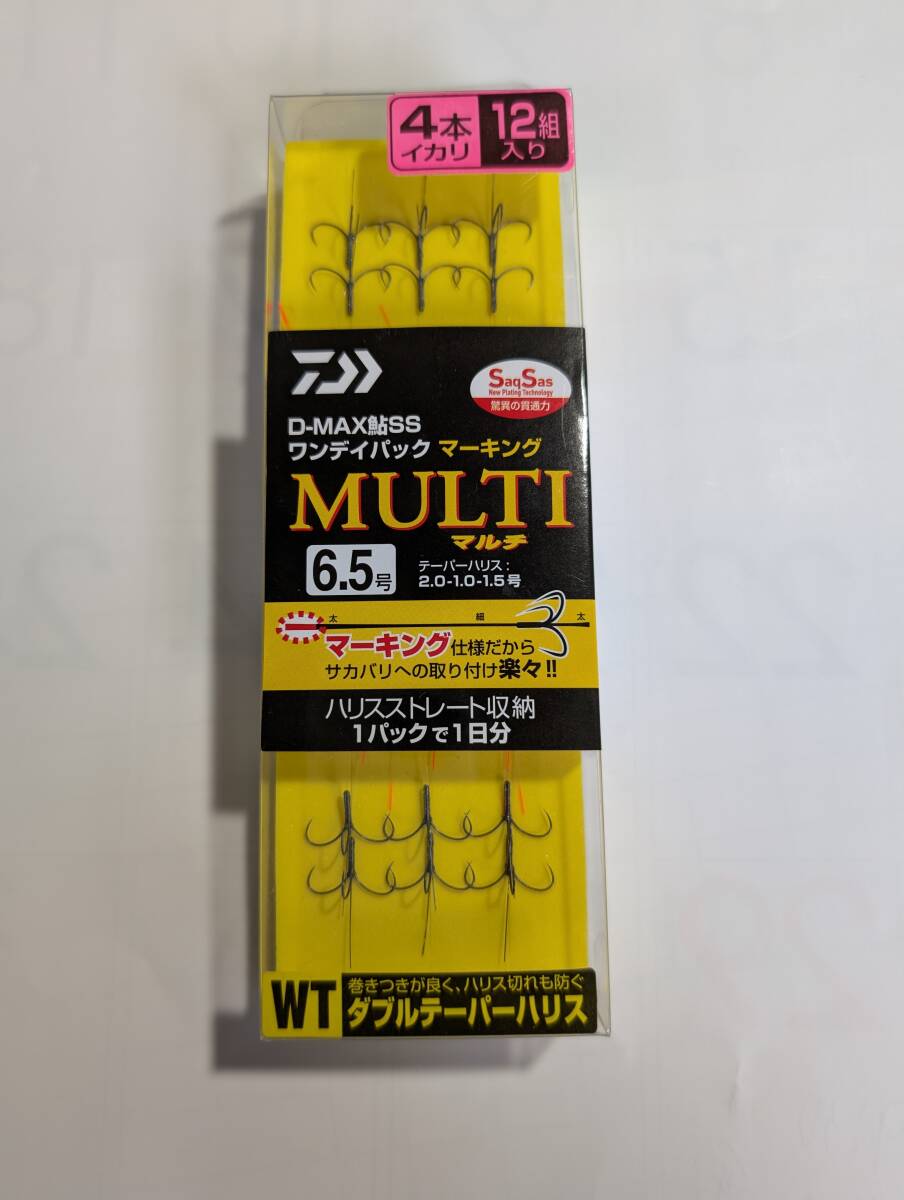 4本
イカリ
12組
入り
SaqSas
New Plating Technology
驚異の貫通力
D-MAX鮎SS
ワンデイパック マーキング
MULTI
マルチ
6.5号
テーパーハリス:
2.0-1.0-1.5号
太 細 太
マーキング仕様だから
サカバリへの取り付け楽々!!
ハリスストレート収納
1パックで1日分
WT
巻きつきが良く、ハリス切れも防ぐ
ダブルテーパーハリス